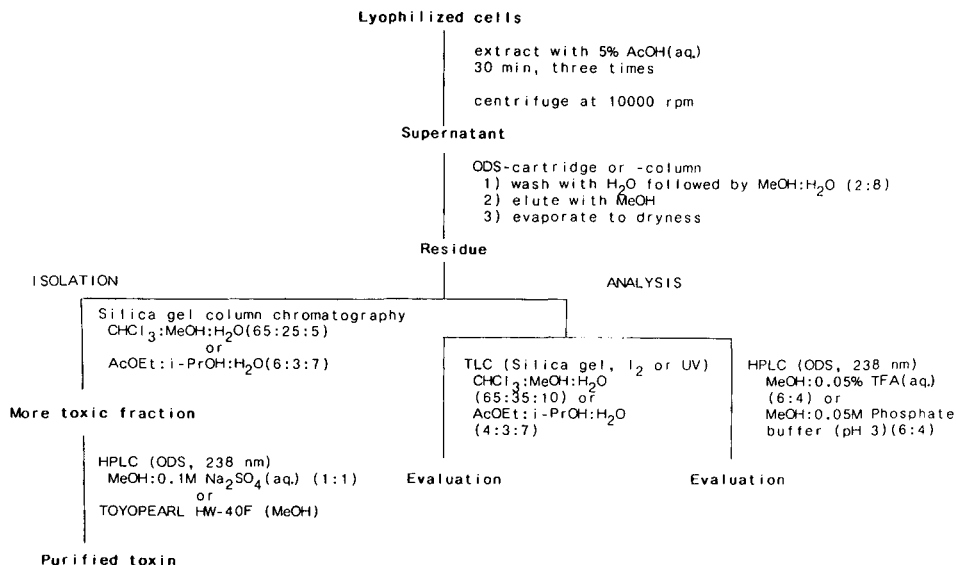 Lyophilized cells
extract with 5% AcOH(aq.)
30 min, three times
centrifuge at 10000 rpm
Supernatant
ODS-cartridge or -column
1) wash with H2O followed by MeOH:H2O (2:8)
2) elute with MeOH
3) evaporate to dryness
Residue
ISOLATION
ANALYSIS
Silica gel column chromatography
CHCl3:MeOH:H2O(65:25:5)
or
AcOEt:i-PrOH:H2O(6:3:7)
More toxic fraction
HPLC (ODS, 238 nm)
MeOH:0.1M Na2SO4(aq.) (1:1)
or
TOYOPEARL HW-40F (MeOH)
Purified toxin
TLC (Silica gel, I2 or UV)
CHCl3:MeOH:H2O
(65:35:10) or
AcOEt:i-PrOH:H2O
(4:3:7)
Evaluation
HPLC (ODS, 238 nm)
MeOH:0.05% TFA(aq.)
(6:4) or
MeOH:0.05M Phosphate
buffer (pH 3)(6:4)
Evaluation